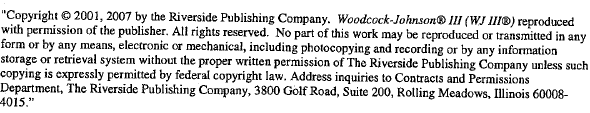 "Copyright © 2001, 2007 by the Riverside Publishing Company. Woodcock-Johnson® III (WJ III®) reproduced
with permission of the publisher. All rights reserved. No part of this work may be reproduced or transmitted in any
form or by any means, electronic or mechanical, including photocopying and recording or by any information
storage or retrieval system without the proper written permission of The Riverside Publishing Company unless such
copying is expressly permitted by federal copyright law. Address inquiries to Contracts and Permissions
Department, The Riverside Publishing Company, 3800 Golf Road, Suite 200, Rolling Meadows, Illinois 60008-
4015."